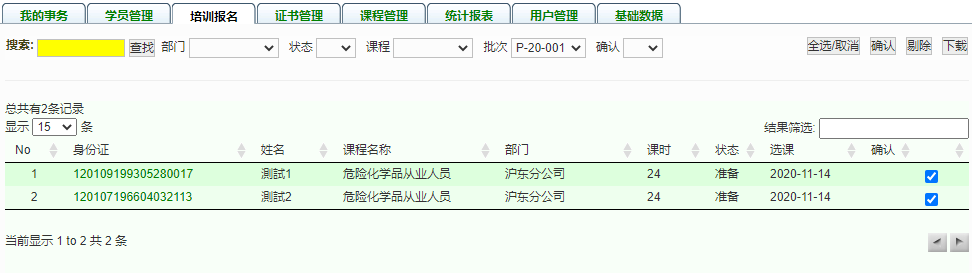 我的事务 学员管理 培训报名 证书管理 课程管理 统计报表 用户管理 基础数据
搜索: 查找 部门 状态 课程 批次 P-20-001 确认 全选/取消 确认 剔除 下载
总共有2条记录
显示 15 条 结果筛选:
No 身份证 姓名 课程名称 部门 课时 状态 选课 确认
1 120109199305280017 测試1 危险化学品从业人员 沪东分公司 24 准备 2020-11-14
2 120107196604032113 测試2 危险化学品从业人员 沪东分公司 24 准备 2020-11-14
当前显示 1 to 2 共 2 条